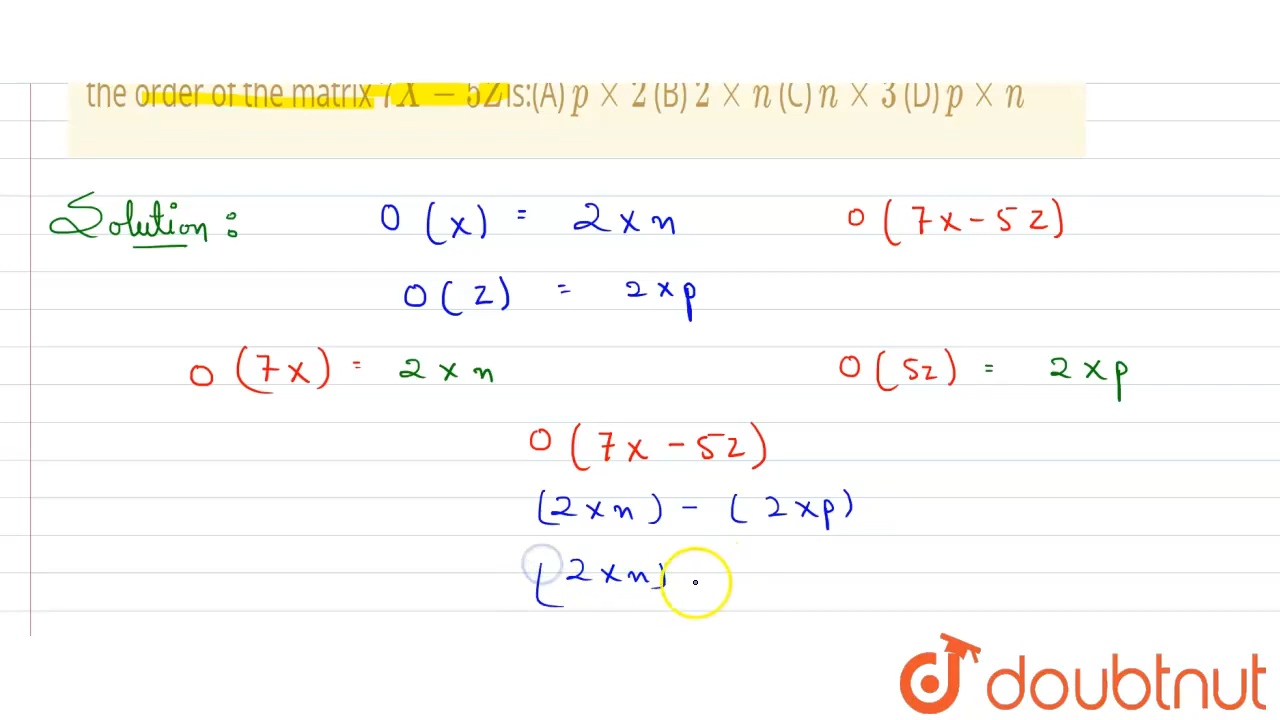 the order of the matrix 7X − 5Z is:(A) p × 2 (B) 2 × n (C) n × 3 (D) p × n
Solution : O (x) = 2 x n O (7x - 5z)
O (z) = 2 x p
O (7x) = 2 x n O (5z) = 2 x p
O (7x - 5z)
(2 x n) - (2 x p)
(2 x n)
doubtnut